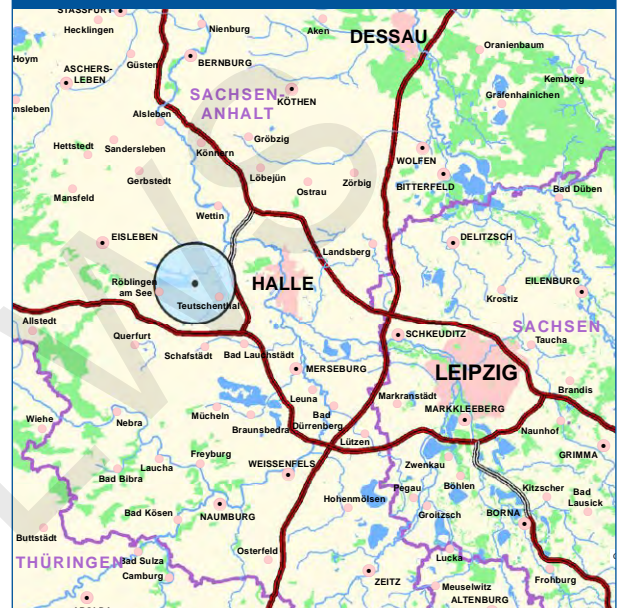 STASSFURT
Hecklingen
Nienburg
Aken
DESSAU
Oranienbaum
Hoym
ASCHERS-
LEBEN
Güsten
BERNBURG
Kemberg
Gräfenhainichen
SACHSEN-
ANHALT
KÖTHEN
Alsleben
Hettstedt
Sandersleben
Könnern
Gröbzig
WOLFEN
Gerbstedt
Löbejün
Ostrau
Zörbig
BITTERFELD
Bad Düben
Mansfeld
Wettin
EISLEBEN
Landsberg
DELITZSCH
Röblingen
am See
HALLE
EILENBURG
Teutschenthal
Krostiz
Allstedt
Querfurt
SCHKEUDITZ
SACHSEN
Taucha
Schafstädt
Bad Lauchstädt
MERSEBURG
LEIPZIG
Leuna
Markranstädt
Brandis
Wiehe
Nebra
Mücheln
Braunsbedra
Bad
Dürrenberg
MARKKLEEBERG
Lützen
Naunhof
GRIMMA
Freyburg
Laucha
WEISSENFELS
Zwenkau
Bad Bibra
Böhlen
Pegau
Kitzscher
Bad
Lausick
Hohenmölsen
Bad Kösen
NAUMBURG
Groitzsch
BORNA
Buttstädt
THÜRINGEN
Bad Sulza
Osterfeld
Lucka
Camburg
ZEITZ
Meuselwitz
Frohburg
ALTENBURG